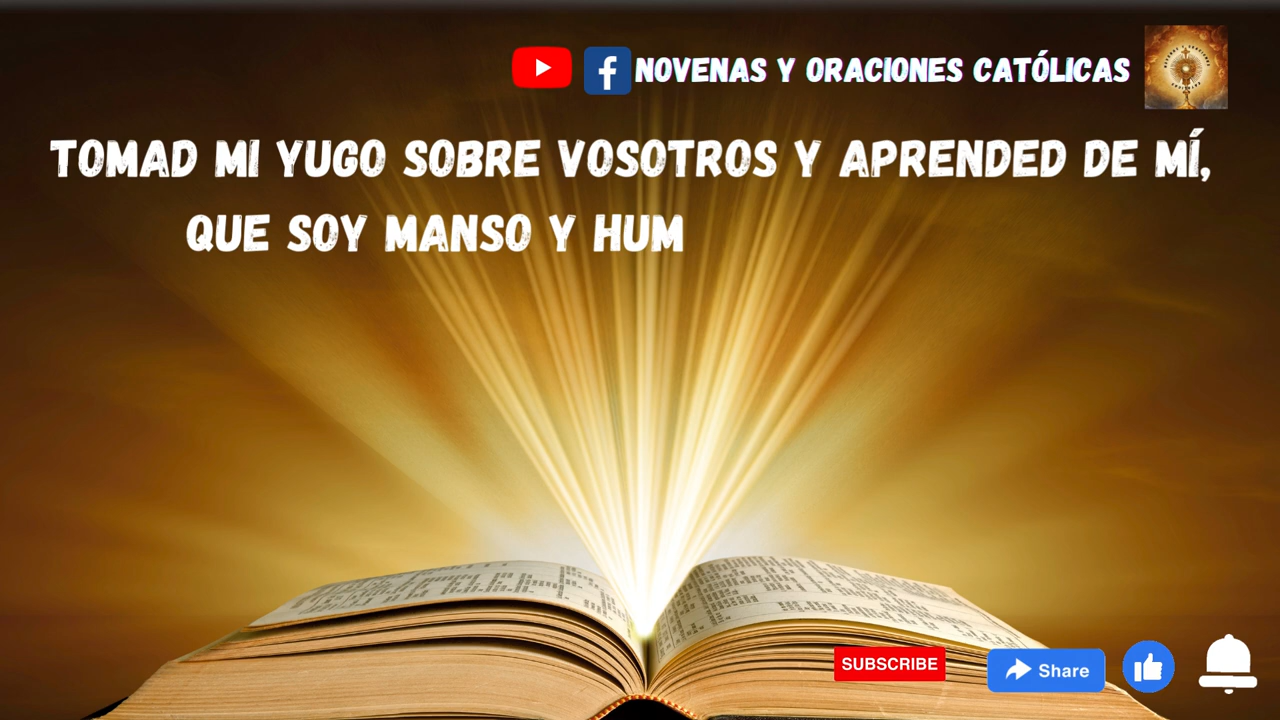 NOVENAS Y ORACIONES CATÓLICAS
TOMAD MI YUGO SOBRE VOSOTROS Y APRENDED DE MÍ,
QUE SOY MANSO Y HUM
SUBSCRIBE
Share